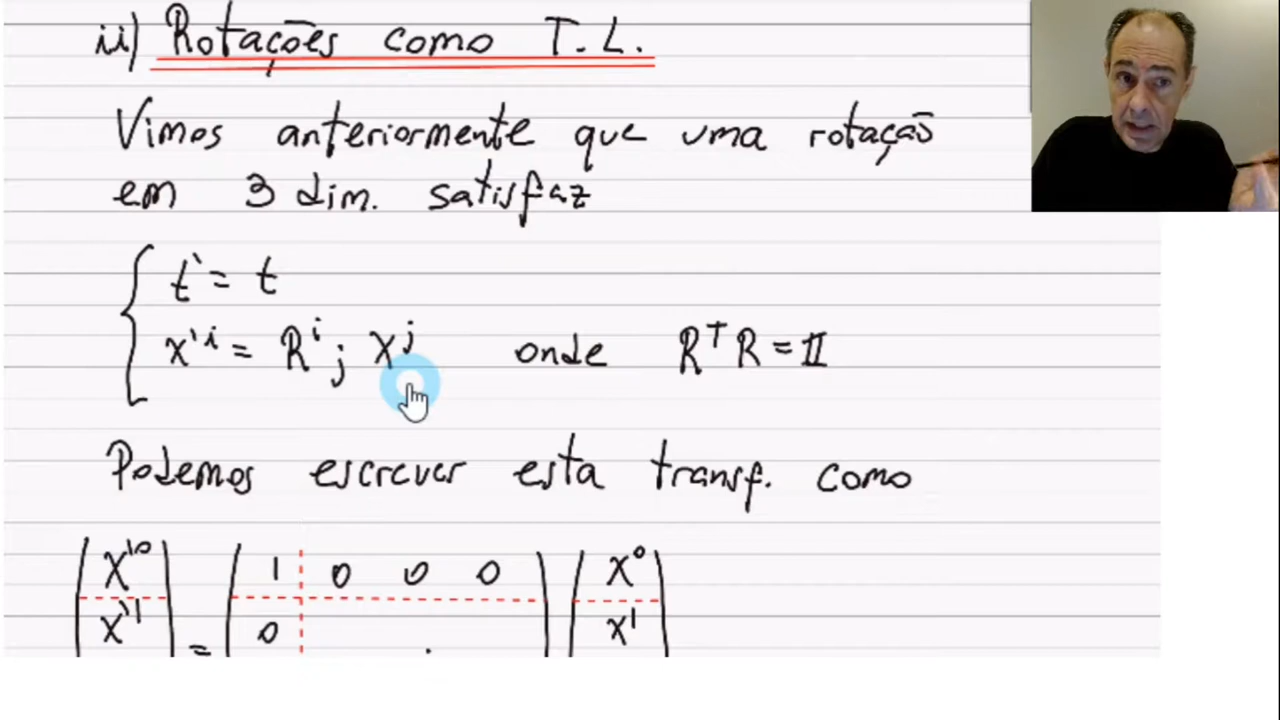 ii) Rotações como T.L.
Vimos anteriormente que uma rotação
em 3 dim. satisfaz
t' = t
x'^i = R^i_j x^j onde R^T R = 𝟙
Podemos escrever esta transf. como
x'^0 1 0 0 0 x^0
x'^1 = 0 . x^1